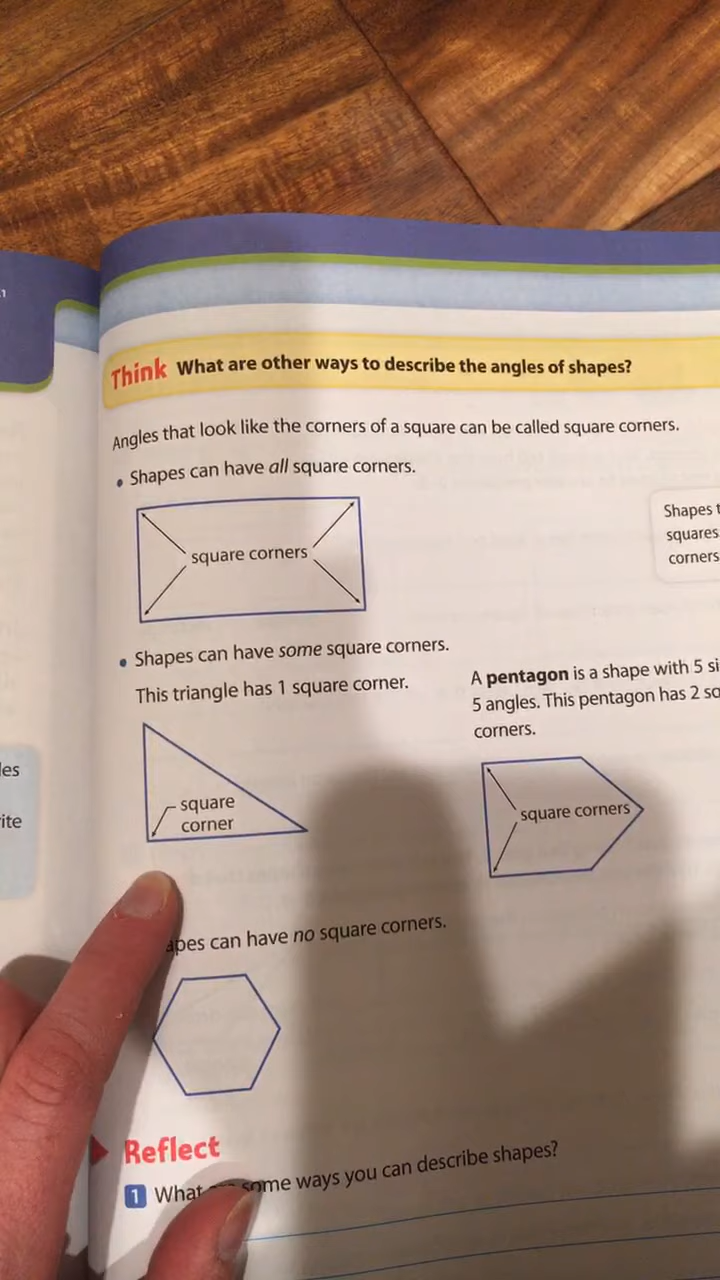 Think What are other ways to describe the angles of shapes?
Angles that look like the corners of a square can be called square corners.
• Shapes can have all square corners.
square corners
Shapes
squares
corners
• Shapes can have some square corners.
This triangle has 1 square corner.
square
corner
A pentagon is a shape with 5
5 angles. This pentagon has 2
corners.
square corners
can have no square corners.
Reflect
1 What some ways you can describe shapes?